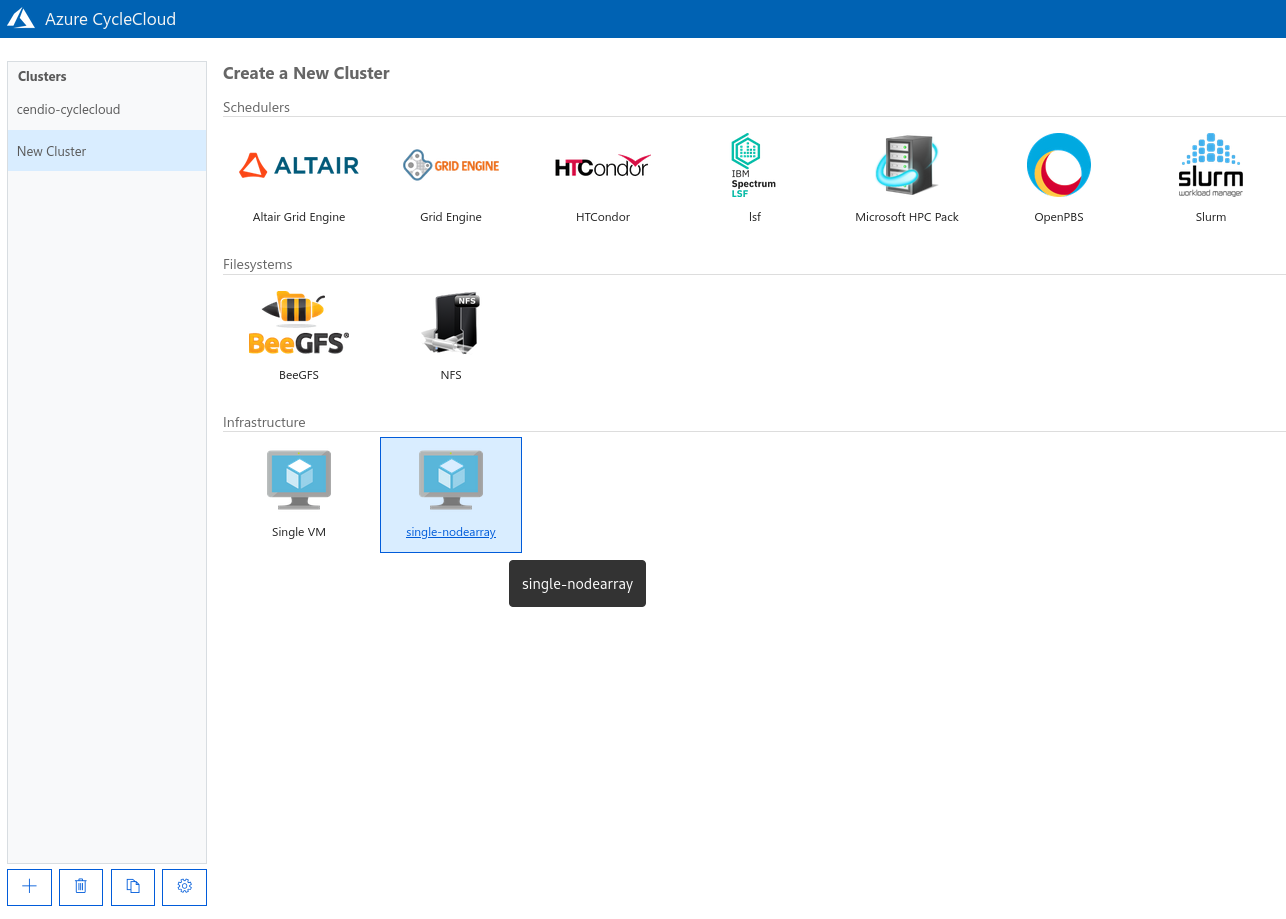 Azure CycleCloud
Clusters
cendio-cyclecloud
New Cluster
Create a New Cluster
Schedulers
ALTAIR
GRID ENGINE
HTCondor
IBM
Spectrum
LSF
slurm
workload manager
Altair Grid Engine
Grid Engine
HTCondor
lsf
Microsoft HPC Pack
OpenPBS
Slurm
Filesystems
NFS
BeeGFS®
BeeGFS
NFS
Infrastructure
Single VM
single-nodearray
single-nodearray